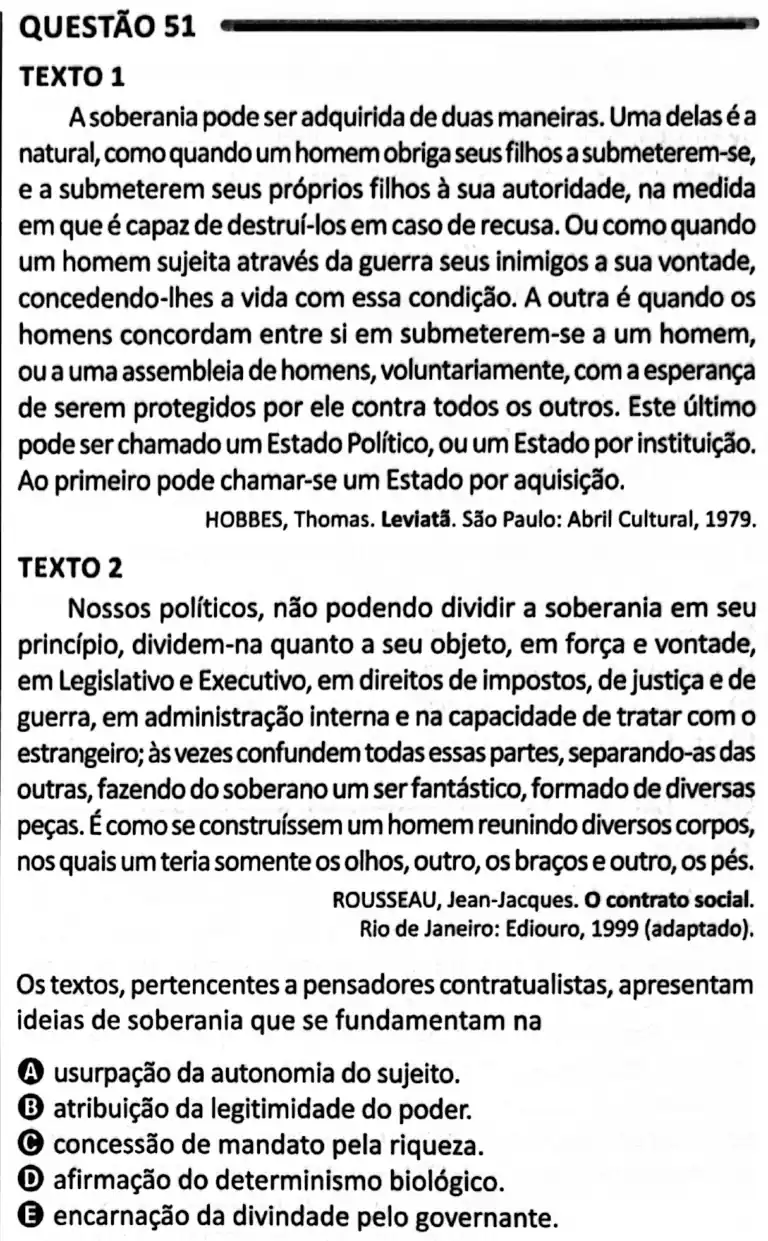 QUESTÃO 51
TEXTO 1
A soberania pode ser adquirida de duas maneiras. Uma delas é a
natural, como quando um homem obriga seus filhos a submeterem-se,
e a submeterem seus próprios filhos à sua autoridade, na medida
em que é capaz de destruí-los em caso de recusa. Ou como quando
um homem sujeita através da guerra seus inimigos a sua vontade,
concedendo-lhes a vida com essa condição. A outra é quando os
homens concordam entre si em submeterem-se a um homem,
ou a uma assembleia de homens, voluntariamente, com a esperança
de serem protegidos por ele contra todos os outros. Este último
pode ser chamado um Estado Político, ou um Estado por instituição.
Ao primeiro pode chamar-se um Estado por aquisição.
HOBBES, Thomas. Leviatã. São Paulo: Abril Cultural, 1979.
TEXTO 2
Nossos políticos, não podendo dividir a soberania em seu
princípio, dividem-na quanto a seu objeto, em força e vontade,
em Legislativo e Executivo, em direitos de impostos, de justiça e de
guerra, em administração interna e na capacidade de tratar com o
estrangeiro; às vezes confundem todas essas partes, separando-as das
outras, fazendo do soberano um ser fantástico, formado de diversas
peças. É como se construíssem um homem reunindo diversos corpos,
nos quais um teria somente os olhos, outro, os braços e outro, os pés.
ROUSSEAU, Jean-Jacques. O contrato social.
Rio de Janeiro: Ediouro, 1999 (adaptado).
Os textos, pertencentes a pensadores contratualistas, apresentam
ideias de soberania que se fundamentam na
A usurpação da autonomia do sujeito.
B atribuição da legitimidade do poder.
C concessão de mandato pela riqueza.
D afirmação do determinismo biológico.
E encarnação da divindade pelo governante.